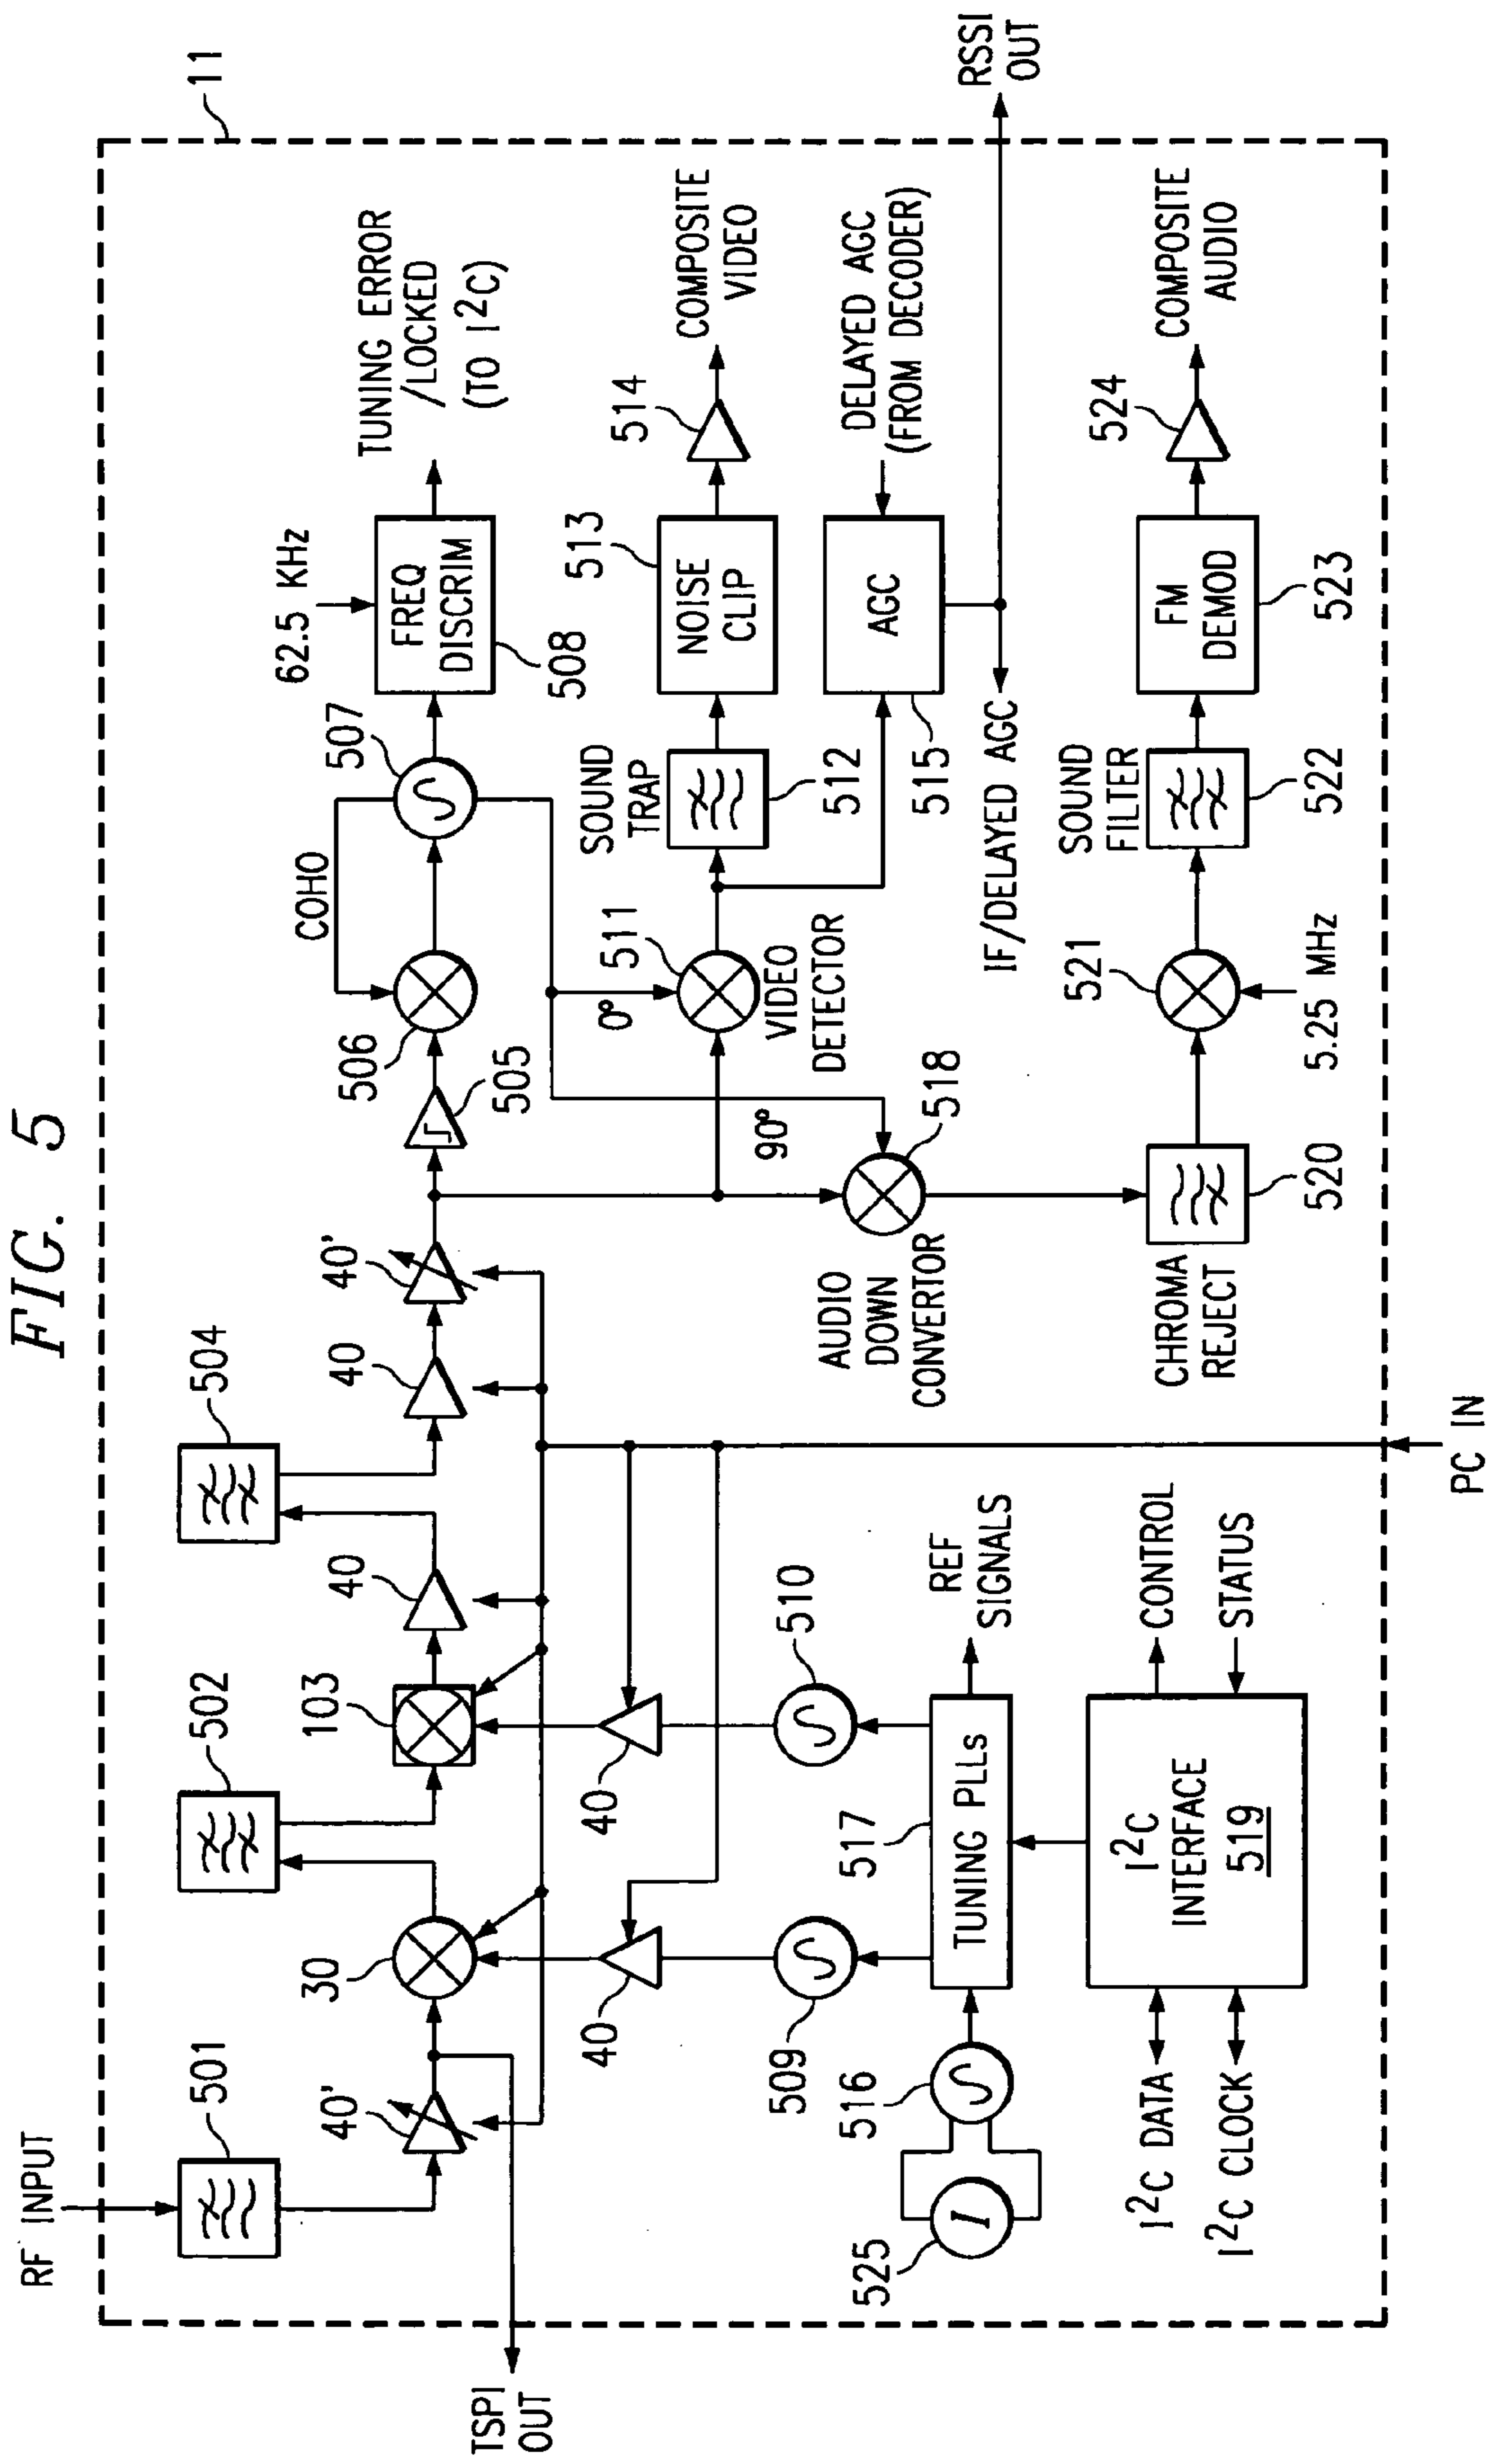 FIG. 5
11
RF INPUT
501
502
504
40'
30
103
40
40
40'
505
506
COHO
507
62.5 KHz
FREQ
DISCRIM
508
TUNING ERROR
/LOCKED
(TO I²C)
TSPI
OUT
40
40
509
510
0°
511
VIDEO
DETECTOR
SOUND
TRAP
512
NOISE
CLIP
513
514
COMPOSITE
VIDEO
90°
518
AUDIO
DOWN
CONVERTOR
AGC
515
DELAYED AGC
(FROM DECODER)
IF/DELAYED AGC
RSSI
OUT
525
516
TUNING PLLs
517
REF
SIGNALS
I²C DATA
I²C CLOCK
I²C
INTERFACE
519
CONTROL
STATUS
PC IN
CHROMA
REJECT
520
521
5.25 MHz
SOUND
FILTER
522
FM
DEMOD
523
524
COMPOSITE
AUDIO
I